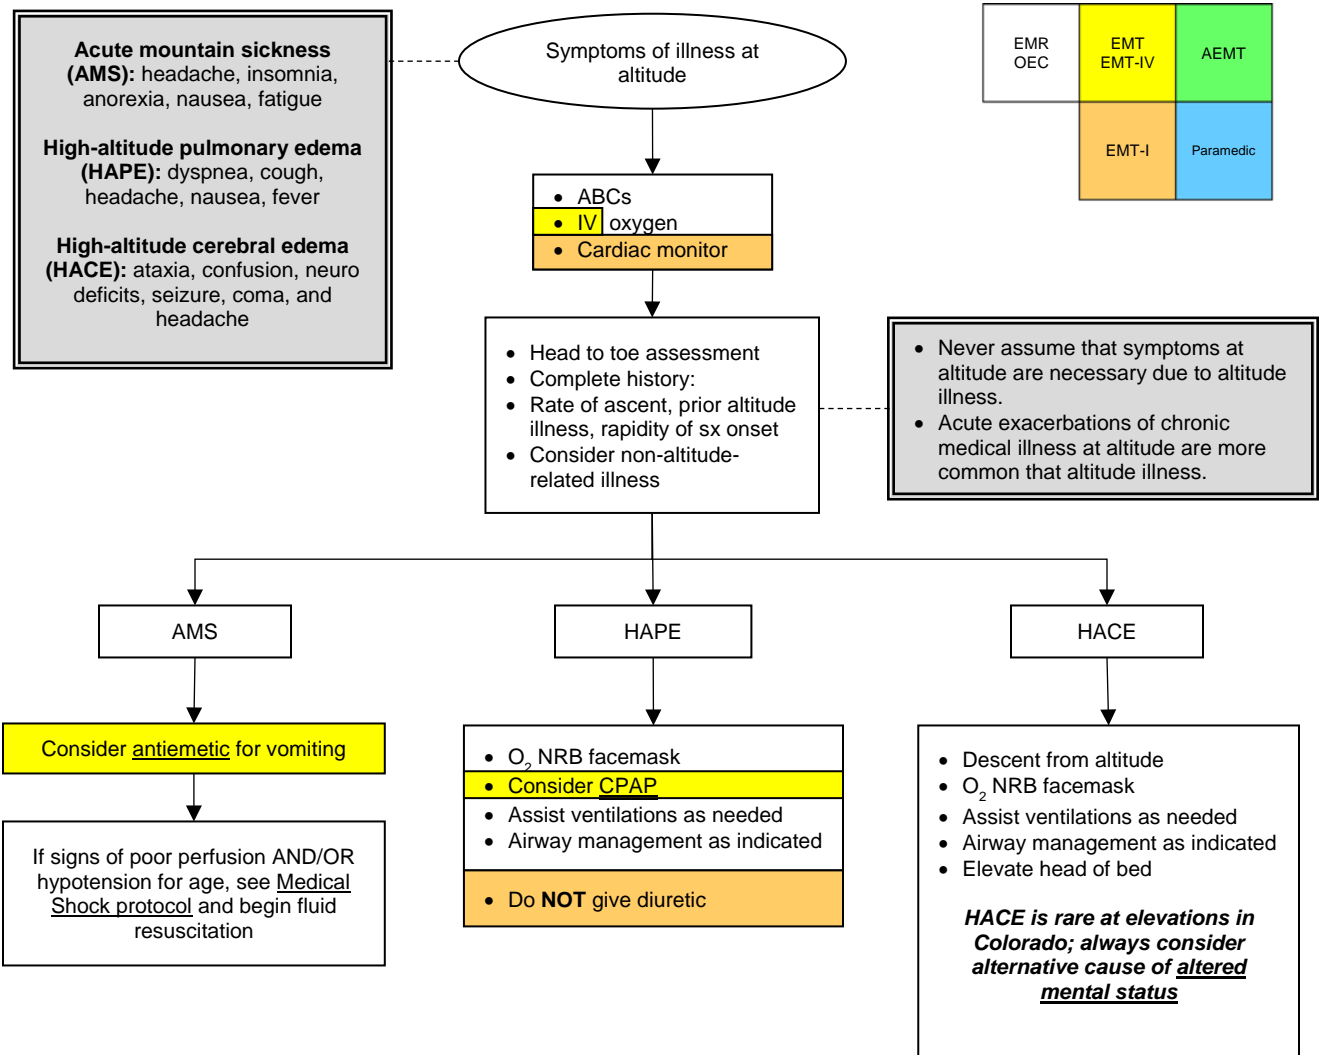 Acute mountain sickness
(AMS): headache, insomnia,
anorexia, nausea, fatigue
High-altitude pulmonary edema
(HAPE): dyspnea, cough,
headache, nausea, fever
High-altitude cerebral edema
(HACE): ataxia, confusion, neuro
deficits, seizure, coma, and
headache
Symptoms of illness at
altitude
EMR
OEC
EMT
EMT-IV
AEMT
EMT-I
Paramedic
• ABCs
• IV oxygen
• Cardiac monitor
• Head to toe assessment
• Complete history:
• Rate of ascent, prior altitude
illness, rapidity of sx onset
• Consider non-altitude-
related illness
• Never assume that symptoms at
altitude are necessary due to altitude
illness.
• Acute exacerbations of chronic
medical illness at altitude are more
common that altitude illness.
AMS
HAPE
HACE
Consider antiemetic for vomiting
If signs of poor perfusion AND/OR
hypotension for age, see Medical
Shock protocol and begin fluid
resuscitation
• O2 NRB facemask
• Consider CPAP
• Assist ventilations as needed
• Airway management as indicated
• Do NOT give diuretic
• Descent from altitude
• O2 NRB facemask
• Assist ventilations as needed
• Airway management as indicated
• Elevate head of bed
HACE is rare at elevations in
Colorado; always consider
alternative cause of altered
mental status